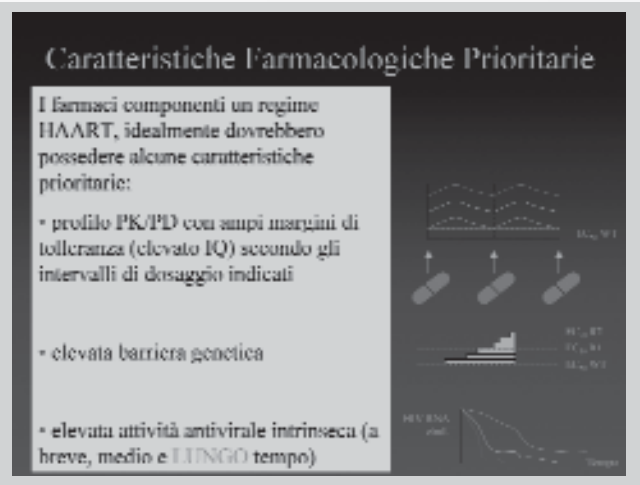 Caratteristiche Farmacologiche Prioritarie
I farmaci componenti un regime
HAART, idealmente dovrebbero
possedere alcune caratteristiche
prioritarie:
• profilo PK/PD con ampi margini di
tolleranza (elevato IQ) secondo gli
intervalli di dosaggio indicati
• elevata barriera genetica
• elevata attività antivirale intrinseca (a
breve, medio e LUNGO tempo)
HIV RNA
Tempo